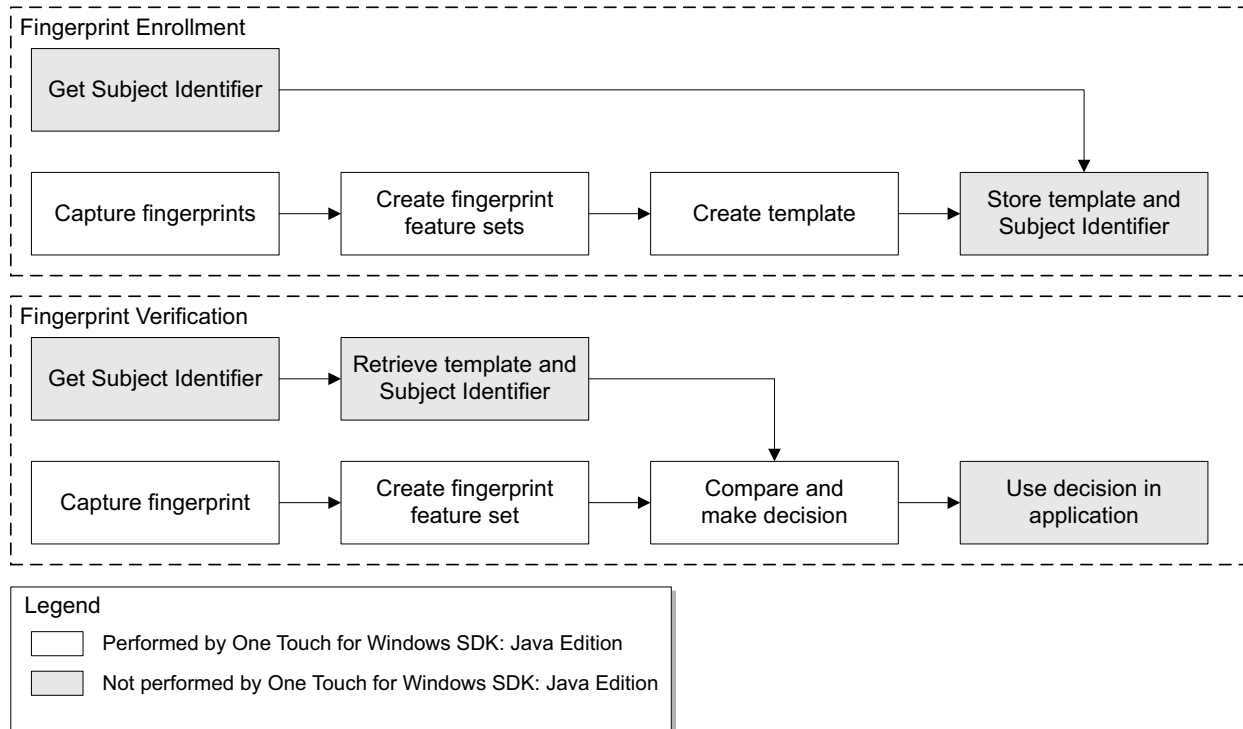 Fingerprint Enrollment
Get Subject Identifier
Capture fingerprints
Create fingerprint
feature sets
Create template
Store template and
Subject Identifier
Fingerprint Verification
Get Subject Identifier
Retrieve template and
Subject Identifier
Capture fingerprint
Create fingerprint
feature set
Compare and
make decision
Use decision in
application
Legend
Performed by One Touch for Windows SDK: Java Edition
Not performed by One Touch for Windows SDK: Java Edition